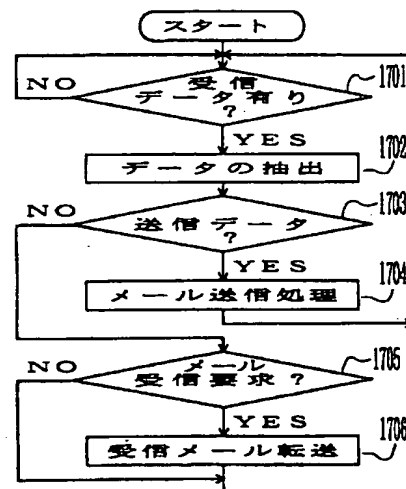 スタート
受信
データ有り
?
NO
1701
YES
データの抽出
1702
送信データ
?
NO
1703
YES
メール送信処理
1704
メール
受信要求?
NO
1705
YES
受信メール転送
1706